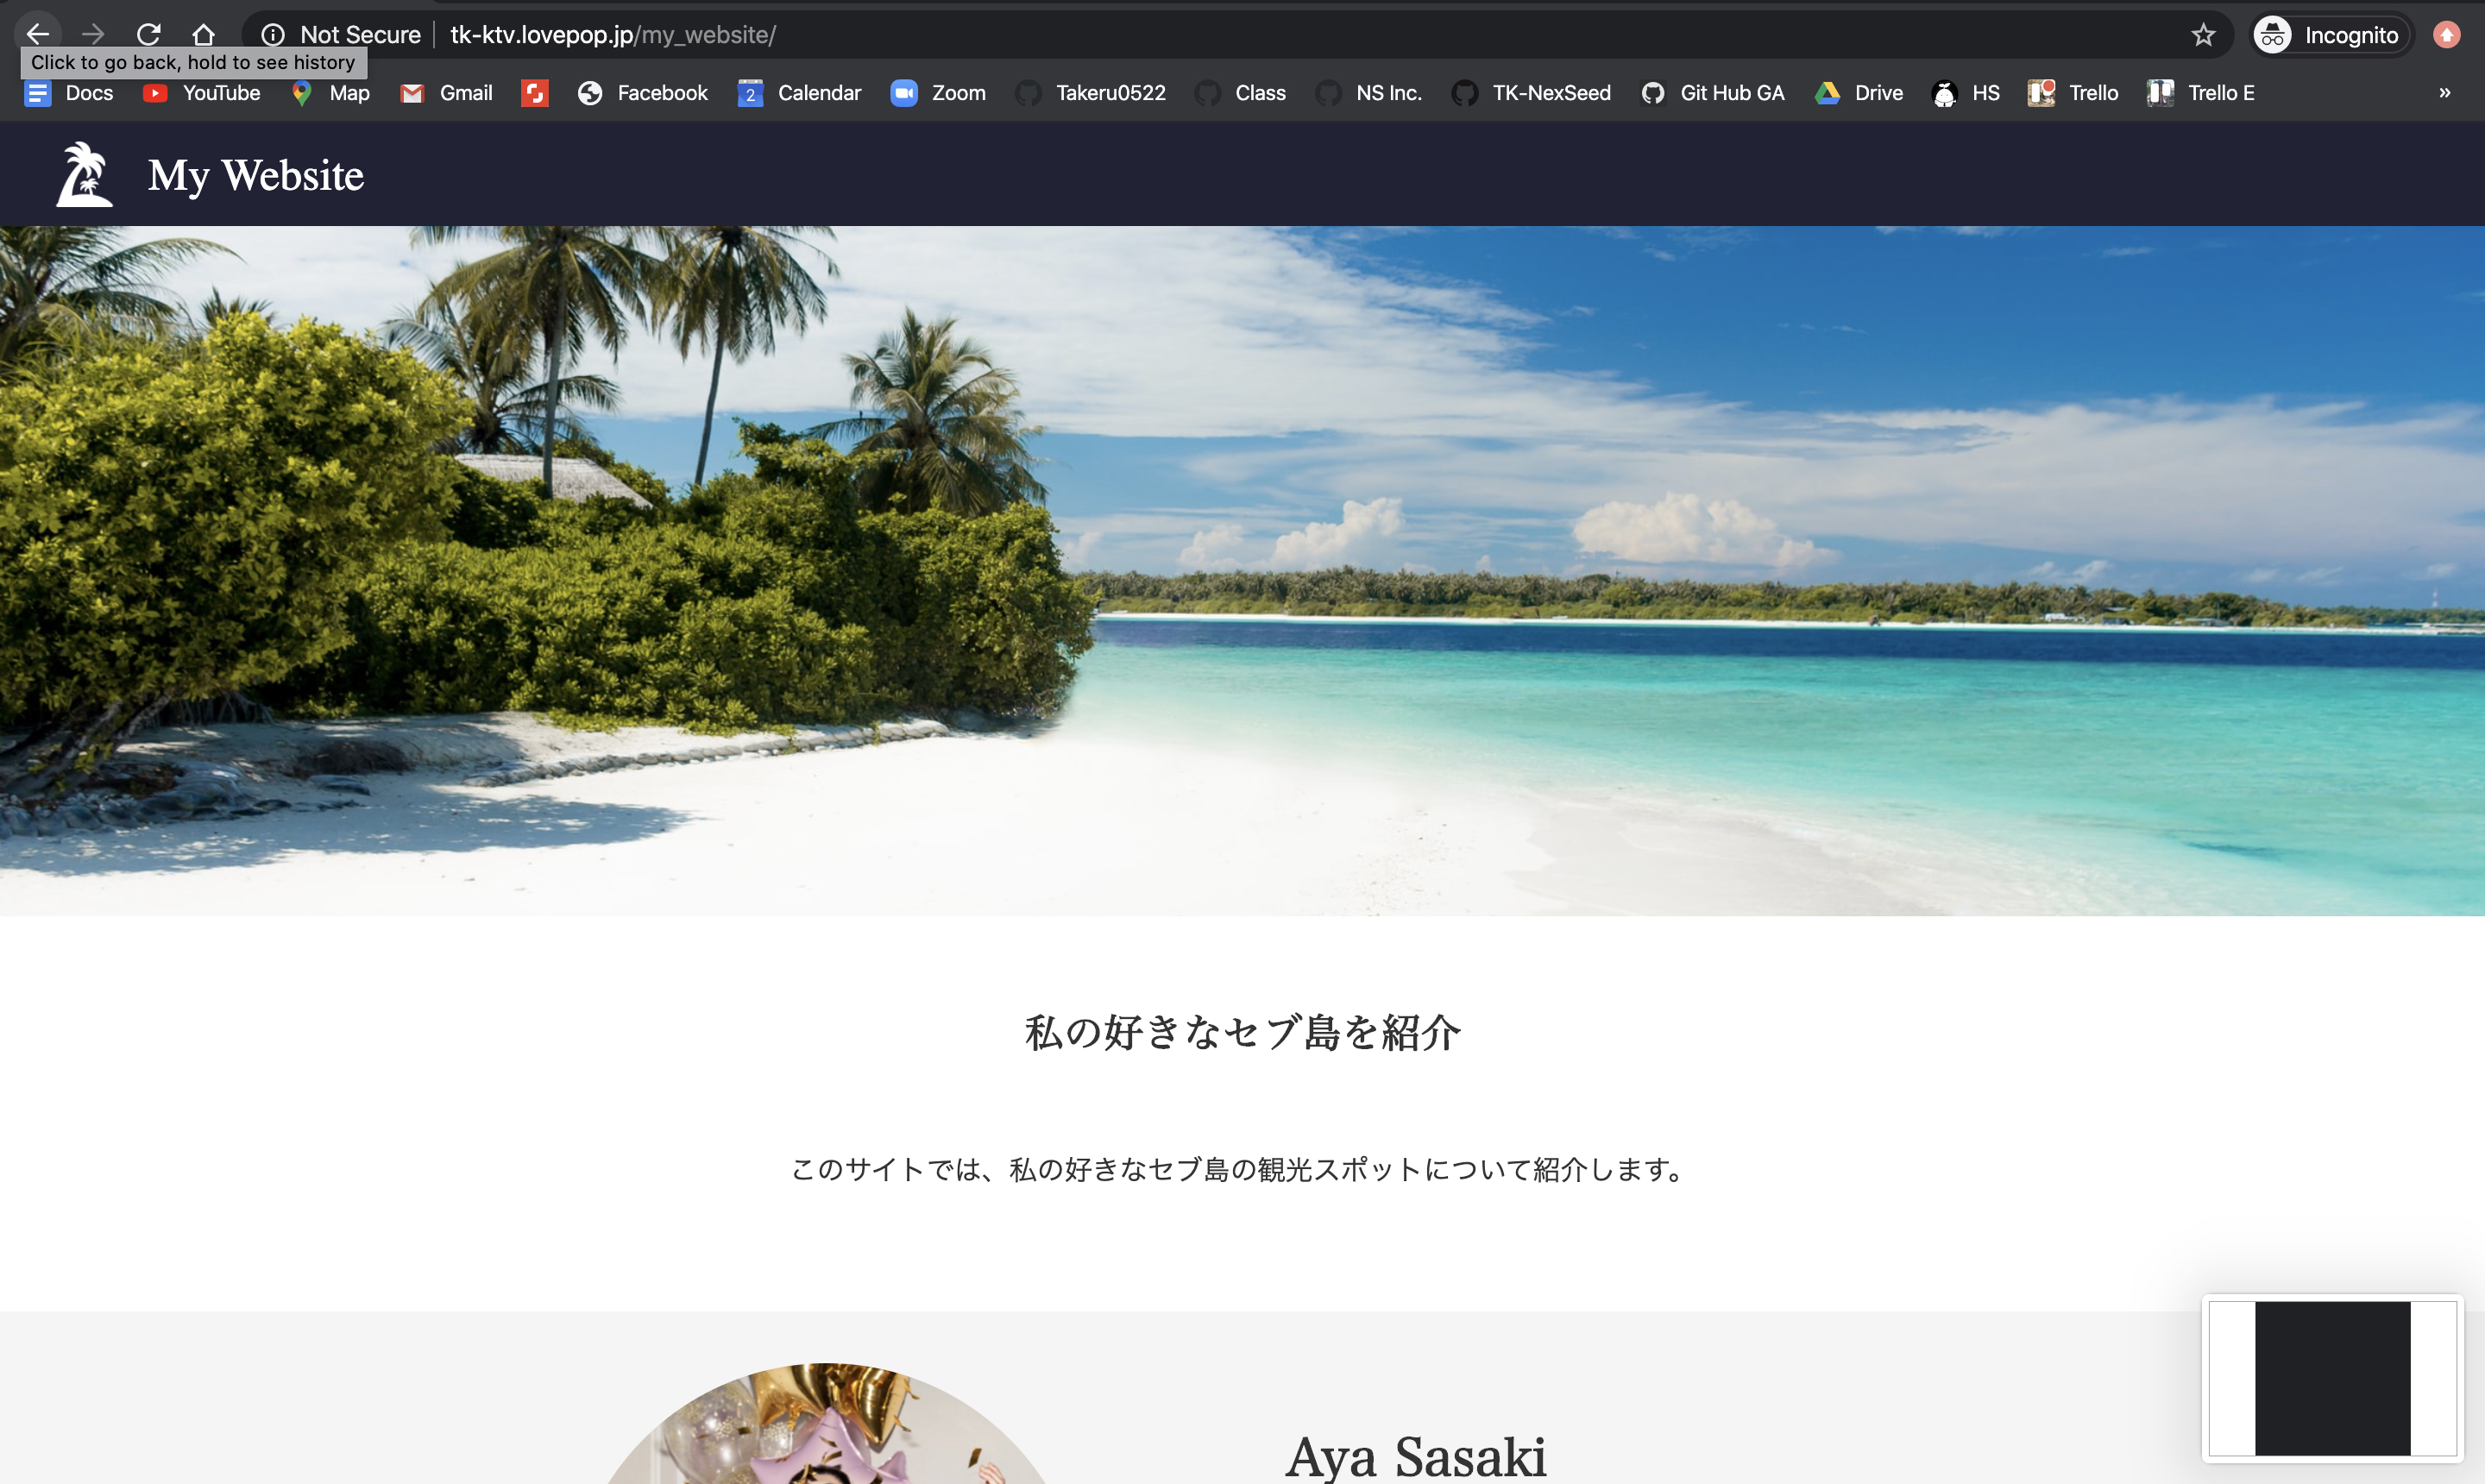 Not Secure tk-ktv.lovepop.jp/my_website/ Incognito
Click to go back, hold to see history
Docs YouTube Map Gmail Facebook 2 Calendar Zoom Takeru0522 Class NS Inc. TK-NexSeed Git Hub GA Drive HS Trello Trello E »
My Website
私の好きなセブ島を紹介
このサイトでは、私の好きなセブ島の観光スポットについて紹介します。
Aya Sasaki